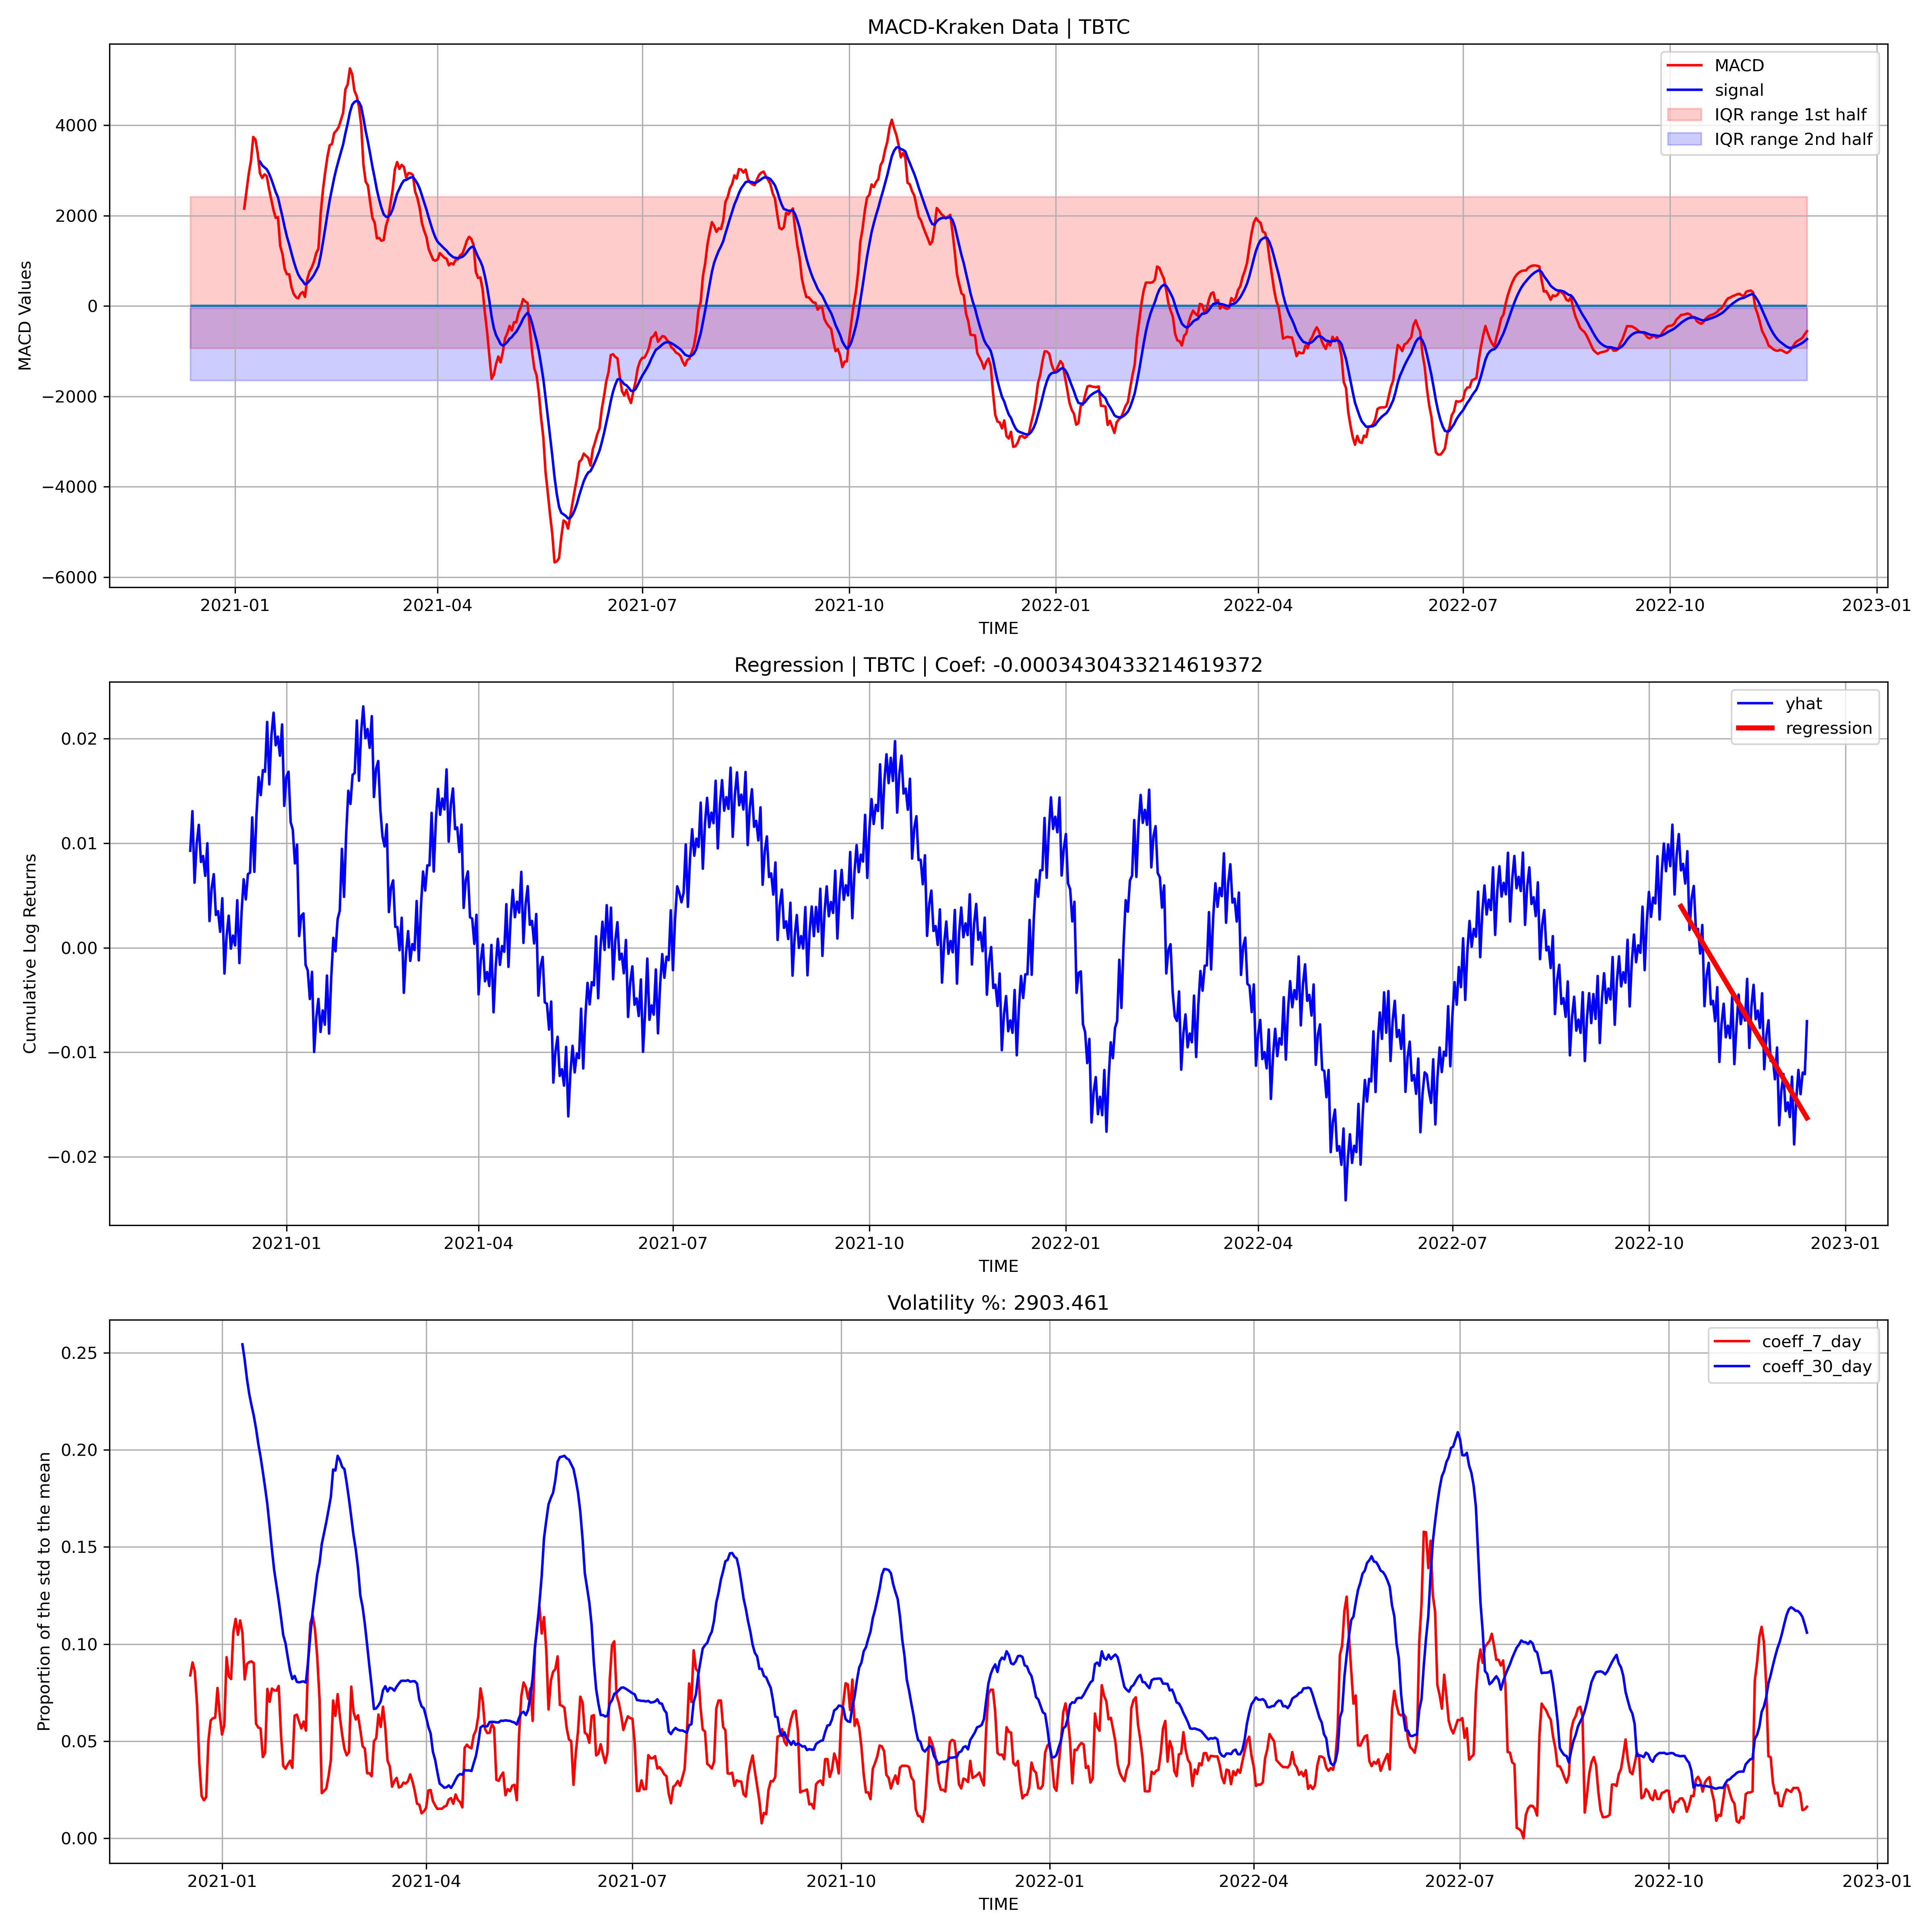 MACD-Kraken Data | TBTC
MACD
signal
IQR range 1st half
IQR range 2nd half
MACD Values
4000
2000
0
−2000
−4000
−6000
2021-01 2021-04 2021-07 2021-10 2022-01 2022-04 2022-07 2022-10 2023-01
TIME
Regression | TBTC | Coef: -0.0003430433214619372
yhat
regression
Cumulative Log Returns
0.02
0.01
0.00
−0.01
−0.02
2021-01 2021-04 2021-07 2021-10 2022-01 2022-04 2022-07 2022-10 2023-01
TIME
Volatility %: 2903.461
coeff_7_day
coeff_30_day
Proportion of the std to the mean
0.25
0.20
0.15
0.10
0.05
0.00
2021-01 2021-04 2021-07 2021-10 2022-01 2022-04 2022-07 2022-10 2023-01
TIME